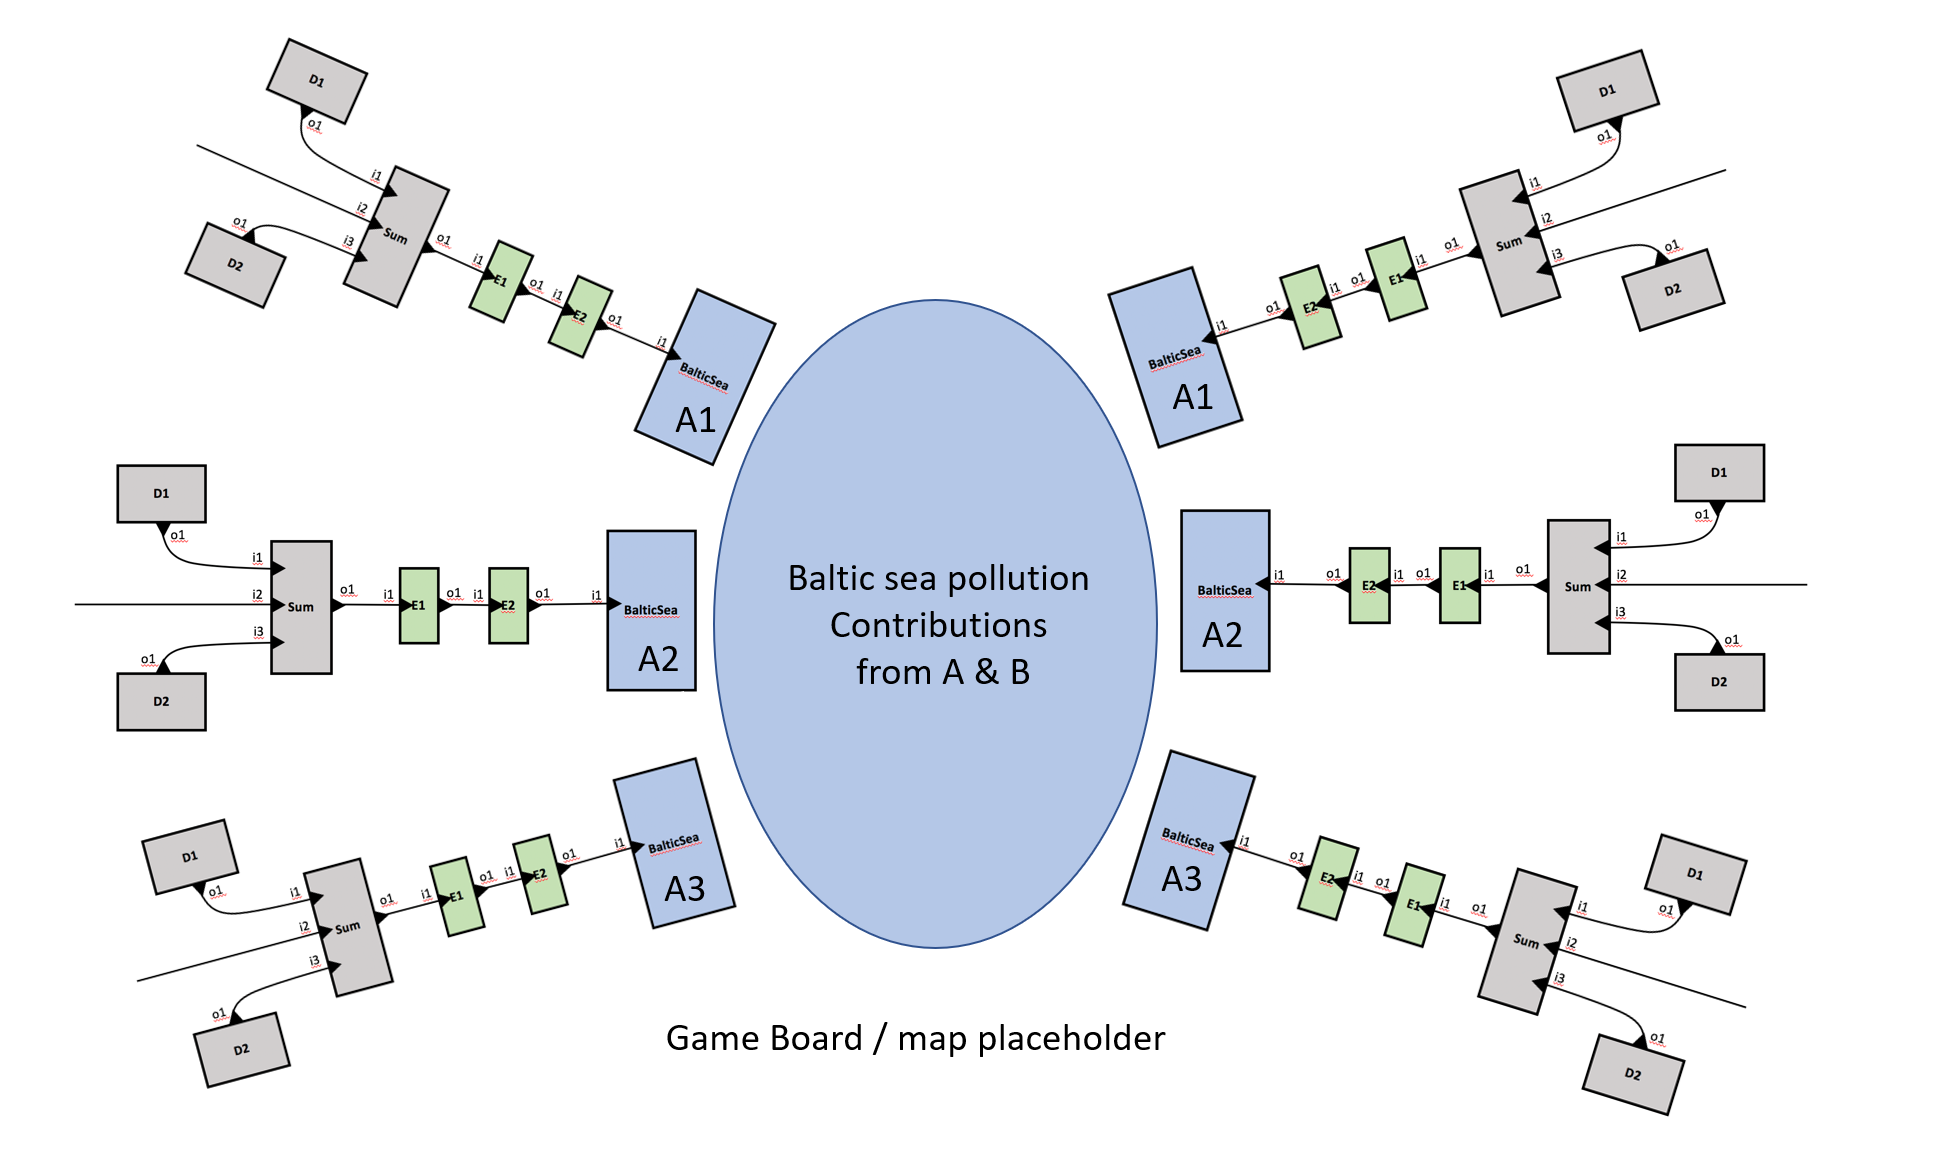 D1
o1
i1
i2
i3
o1
D2
Sum
o1
i1
E1
o1
i1
E2
o1
i1
BalticSea
A1
D1
o1
i1
i2
i3
o1
D2
Sum
o1
i1
E1
o1
i1
E2
o1
i1
BalticSea
A1
D1
o1
i1
i2
i3
o1
D2
Sum
o1
i1
E1
o1
i1
E2
o1
i1
BalticSea
A2
Baltic sea pollution
Contributions
from A & B
D1
o1
i1
i2
i3
o1
D2
Sum
o1
i1
E1
o1
i1
E2
o1
i1
BalticSea
A2
D1
o1
i1
i2
i3
o1
D2
Sum
o1
i1
E1
o1
i1
E2
o1
i1
BalticSea
A3
D1
o1
i1
i2
i3
o1
D2
Sum
o1
i1
E1
o1
i1
E2
o1
i1
BalticSea
A3
Game Board / map placeholder